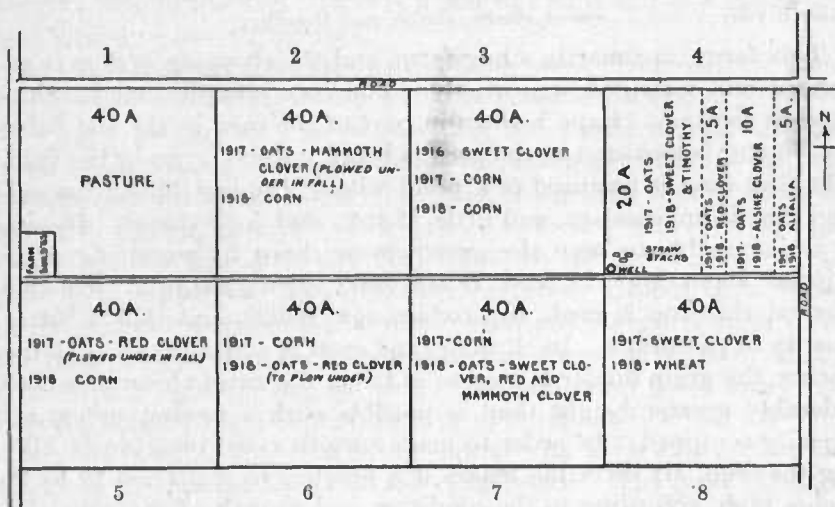 1 2 3 4
ROAD
40 A
PASTURE
FARM
BUILDINGS
40 A
1917 - OATS - MAMMOTH
CLOVER (PLOWED UN-
DER IN FALL)
1918 - CORN
40 A.
1916 - SWEET CLOVER
1917 - CORN
1918 - CORN
20 A
1917 - OATS
1918 - SWEET CLOVER
AND TIMOTHY
STRAW
STACKS
WELL
5 A
1917 - OATS
1918 - RED CLOVER
10 A
1917 - OATS
1918 - ALSIKE CLOVER
5 A
1917 - OATS
1918 ALFALFA
N
ROAD
40 A.
1917 - OATS - RED CLOVER
(PLOWED UNDER IN FALL)
1918 CORN
40 A.
1917 - CORN
1918 - OATS - RED CLOVER
(TO PLOW UNDER)
40 A
1917 - CORN
1918 - OATS - SWEET CLO-
VER, RED AND
MAMMOTH CLOVER
40 A
1917 - SWEET CLOVER
1918 - WHEAT
5 6 7 8